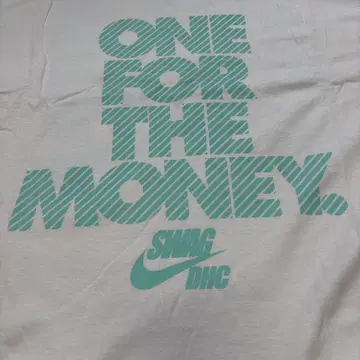 ONE
FOR
THE
MONEY.
SWAG
DHC